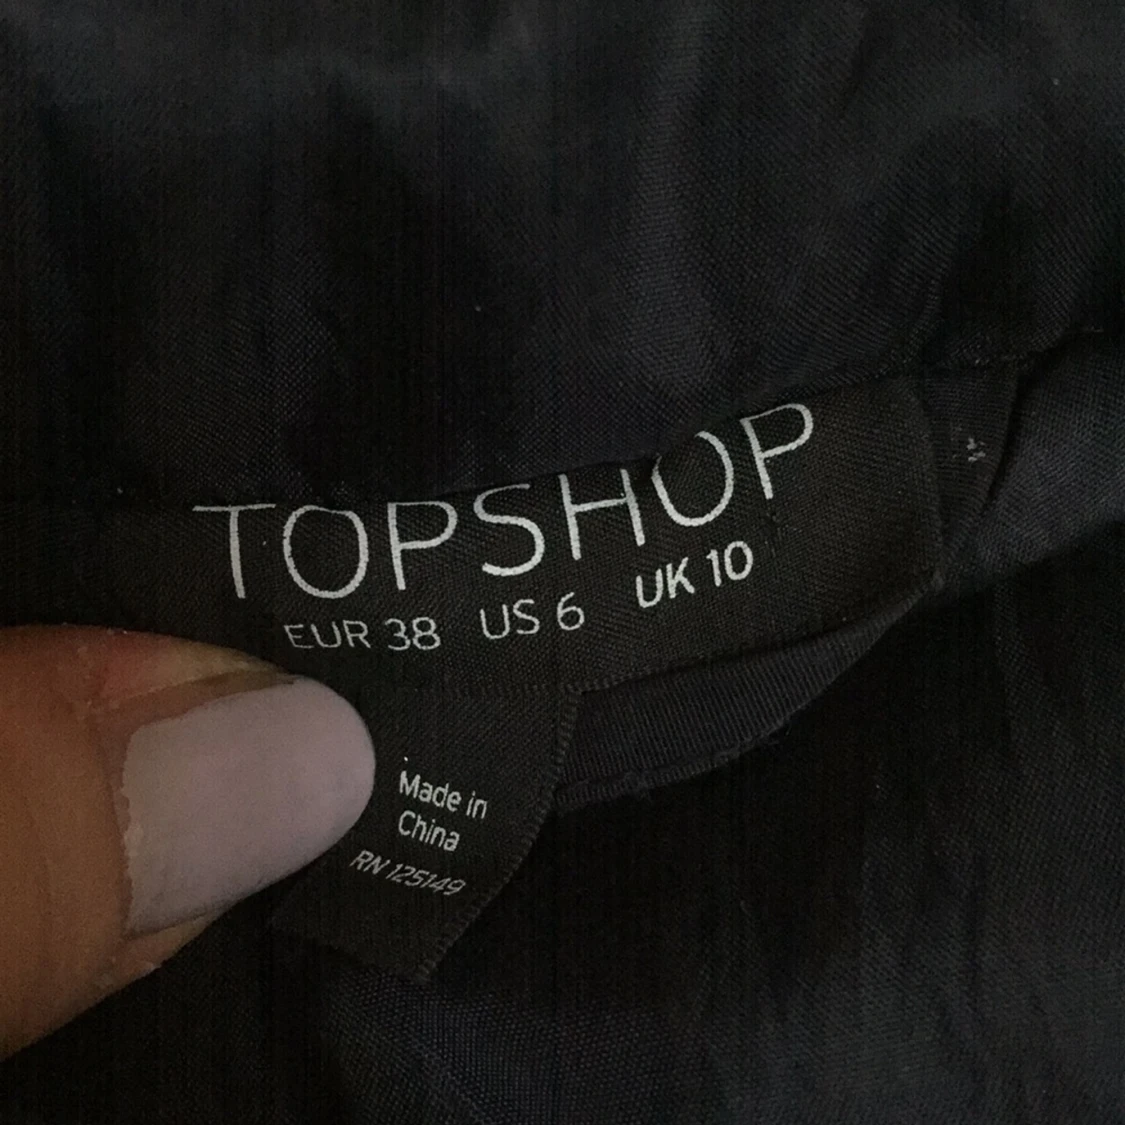 TOPSHOP
EUR 38 US 6 UK 10
Made in
China
RN 125149